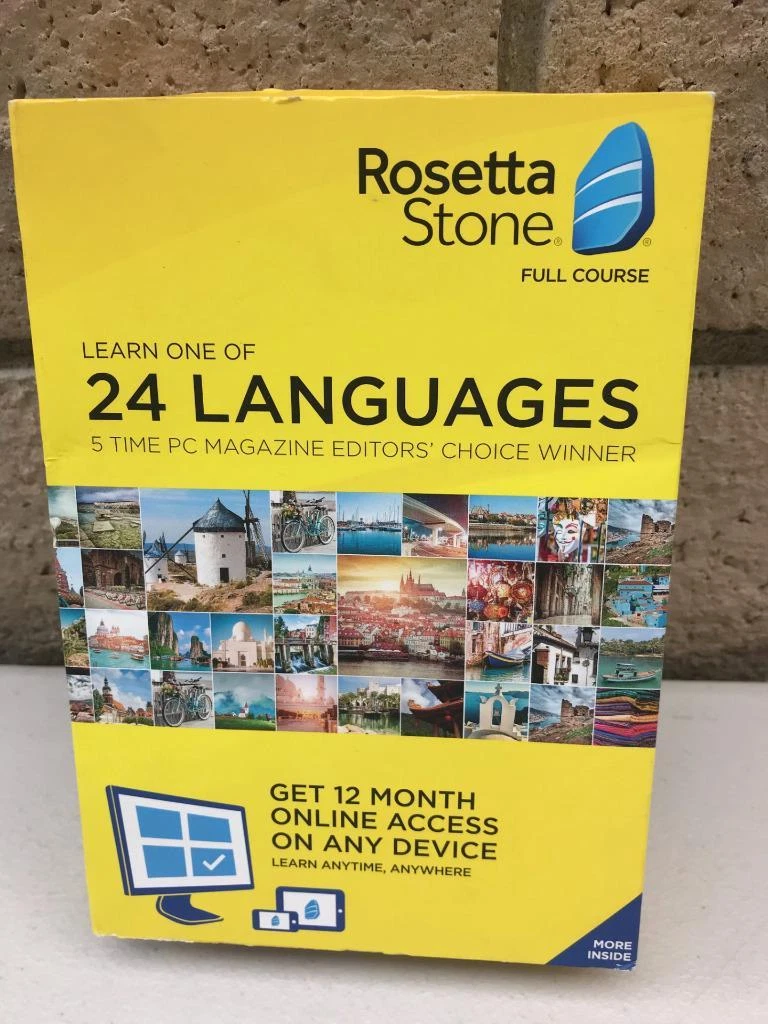 Rosetta
Stone®
®
FULL COURSE
LEARN ONE OF
24 LANGUAGES
5 TIME PC MAGAZINE EDITORS' CHOICE WINNER
GET 12 MONTH
ONLINE ACCESS
ON ANY DEVICE
LEARN ANYTIME, ANYWHERE
MORE
INSIDE